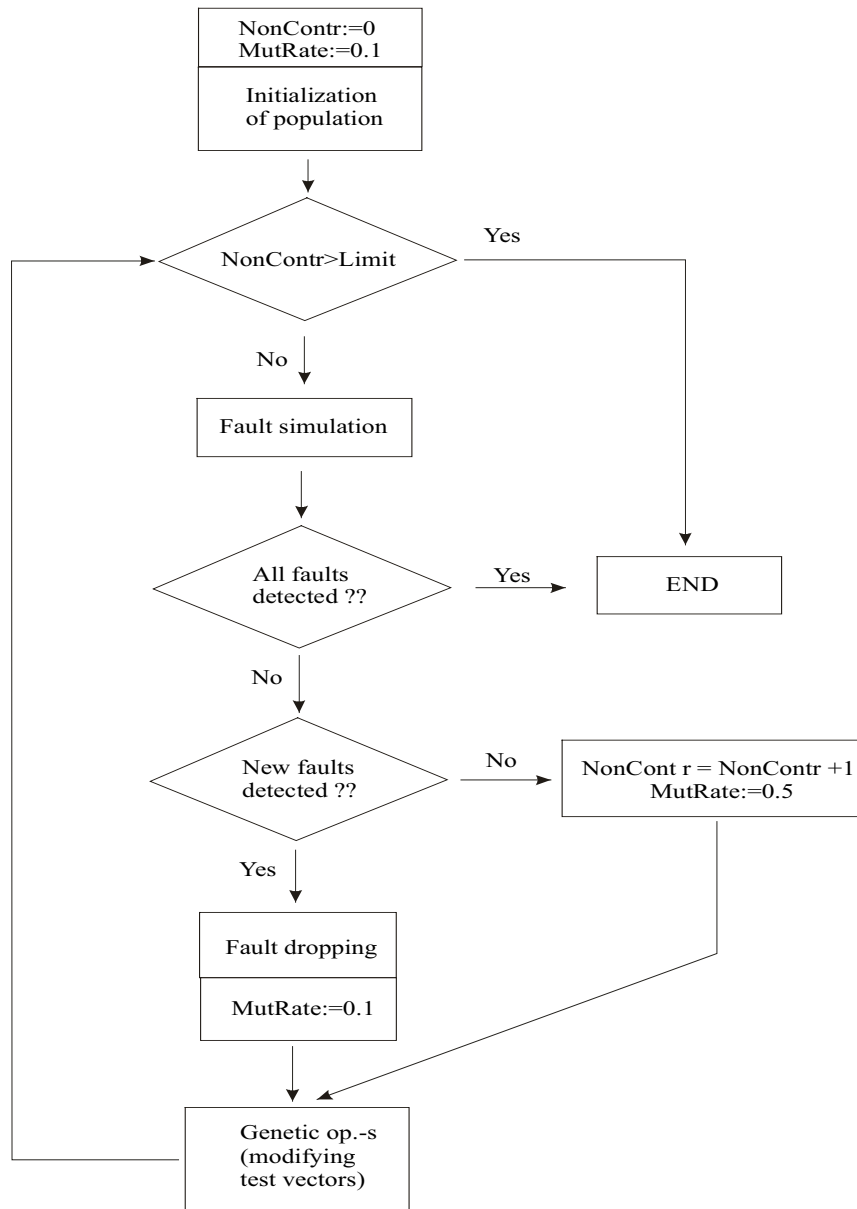 NonContr:=0
MutRate:=0.1
Initialization
of population
Yes
NonContr>Limit
No
Fault simulation
All faults
detected ??
Yes
END
No
New faults
detected ??
No
NonCont r = NonContr +1
MutRate:=0.5
Yes
Fault dropping
MutRate:=0.1
Genetic op.-s
(modifying
test vectors)